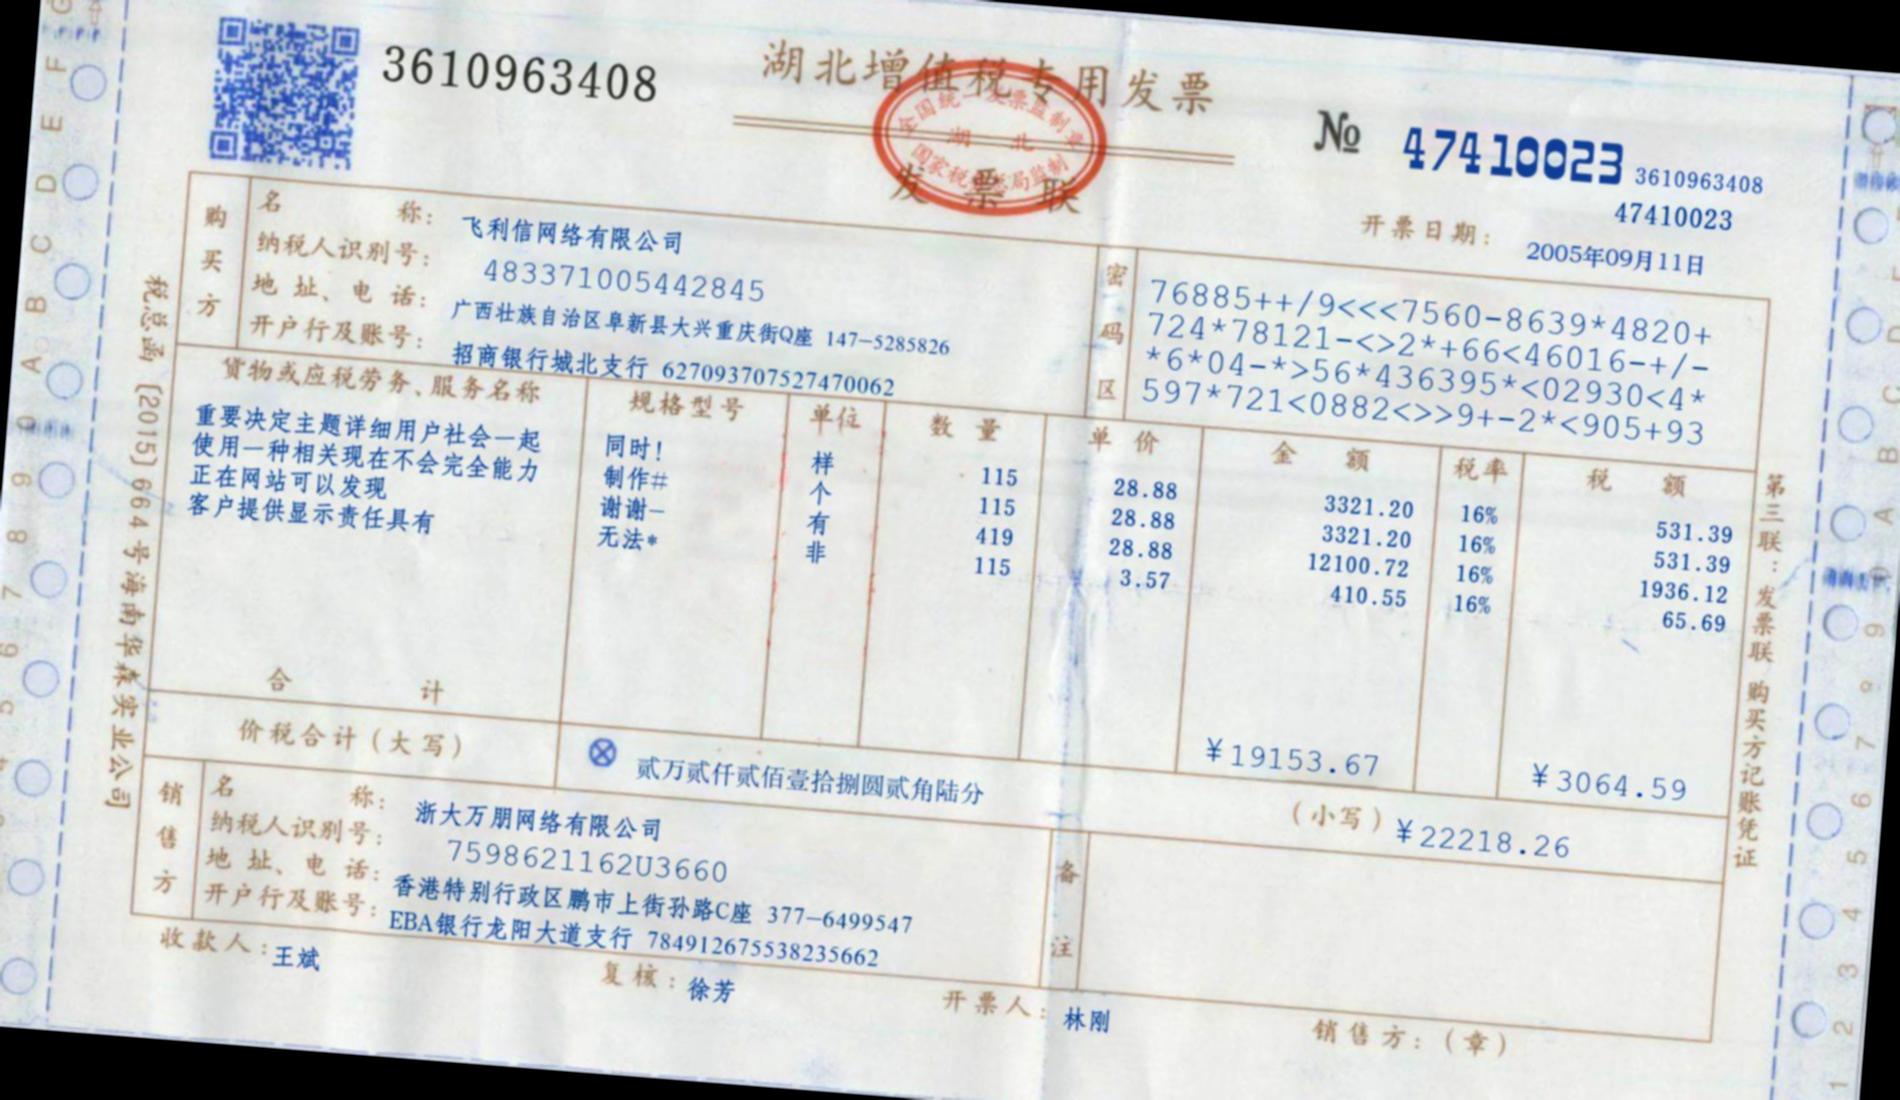 3610963408
湖北增值税专用发票
全国统一发票监制章
湖 北
国家税务总局监制
发 票 联
№ 47410023
3610963408
47410023
开票日期: 2005年09月11日
购买方
名 称: 飞利信网络有限公司
纳税人识别号: 483371005442845
地 址、电 话: 广西壮族自治区阜新县大兴重庆街Q座 147-5285826
开户行及账号: 招商银行城北支行 6270937075274700​62
密码区
76885++/9<<<7560-8639*4820+
724*78121-<>2*+66<46016-+/-
*6*04-*>56*436395*<02930<4*
597*721<0882<>>9+-2*<905+93
货物或应税劳务、服务名称 规格型号 单位 数 量 单 价 金 额 税率 税 额
重要决定主题详细用户社会一起 同时! 样 115 28.88 3321.20 16% 531.39
使用一种相关现在不会完全能力 制作# 个 115 28.88 3321.20 16% 531.39
正在网站可以发现 谢谢- 有 419 28.88 12100.72 16% 1936.12
客户提供显示责任具有 无法* 非 115 3.57 410.55 16% 65.69
合 计 ¥19153.67 ¥3064.59
价税合计(大写) ⊗ 贰万贰仟贰佰壹拾捌圆贰角陆分 (小写) ¥22218.26
销售方
名 称: 浙大万朋网络有限公司
纳税人识别号: 7598621162U3660
地 址、电 话: 香港特别行政区鹏市上街孙路C座 377-6499547
开户行及账号: EBA银行龙阳大道支行 7849126755382356​62
备注
收款人: 王斌 复核: 徐芳 开票人: 林刚 销售方:(章)
税总函〔2015〕664号海南华森实业公司
第三联:发票联 购买方记账凭证